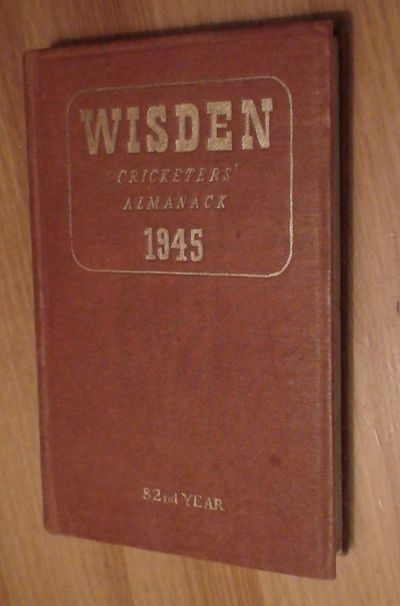 WISDEN
CRICKETERS'
ALMANACK
1945
82nd YEAR